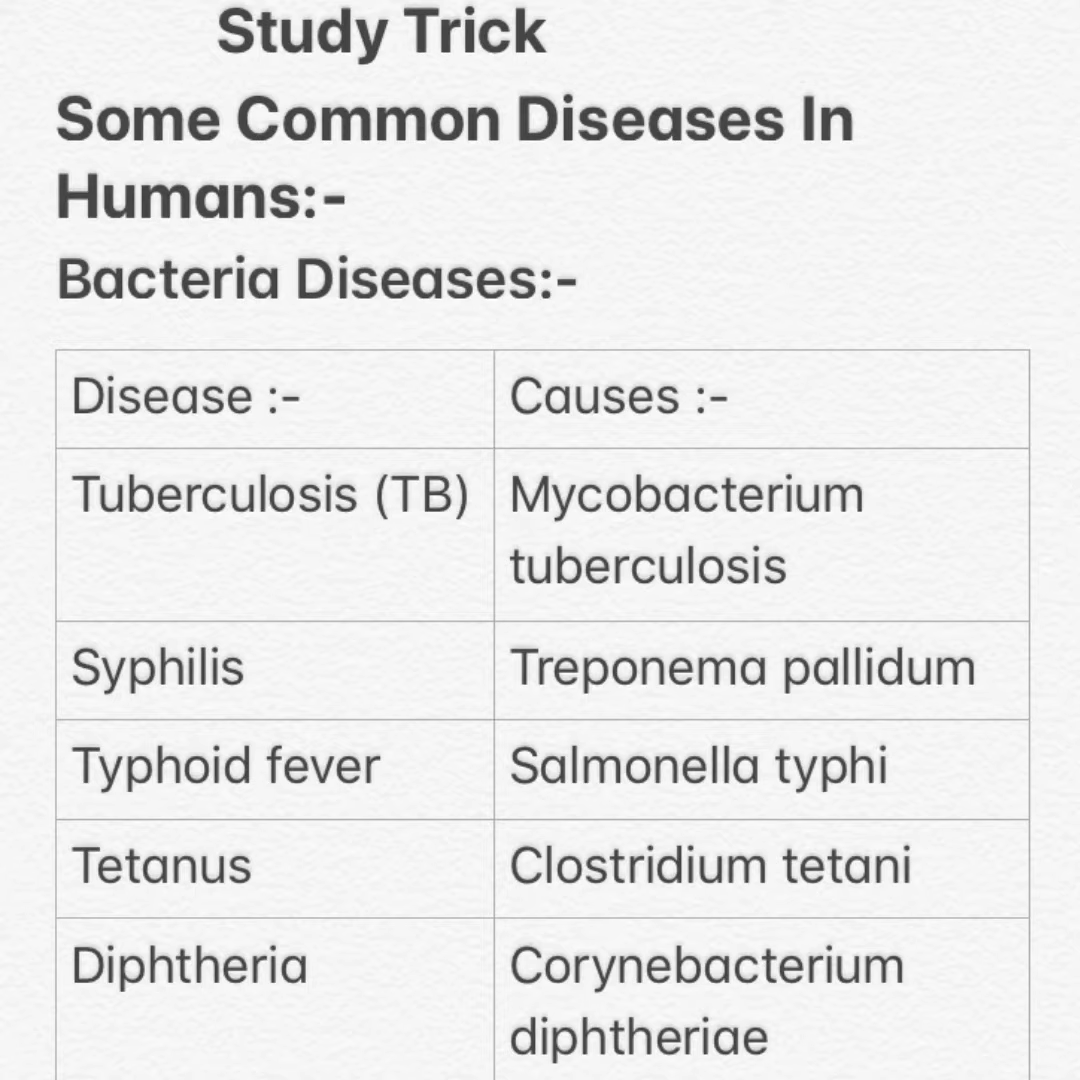 Study Trick
Some Common Diseases In
Humans:-
Bacteria Diseases:-
Disease :- Causes :-
Tuberculosis (TB) Mycobacterium
tuberculosis
Syphilis Treponema pallidum
Typhoid fever Salmonella typhi
Tetanus Clostridium tetani
Diphtheria Corynebacterium
diphtheriae